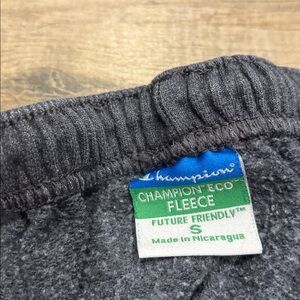 Champion
CHAMPION® ECO
FLEECE
FUTURE FRIENDLY™
S
Made In Nicaragua